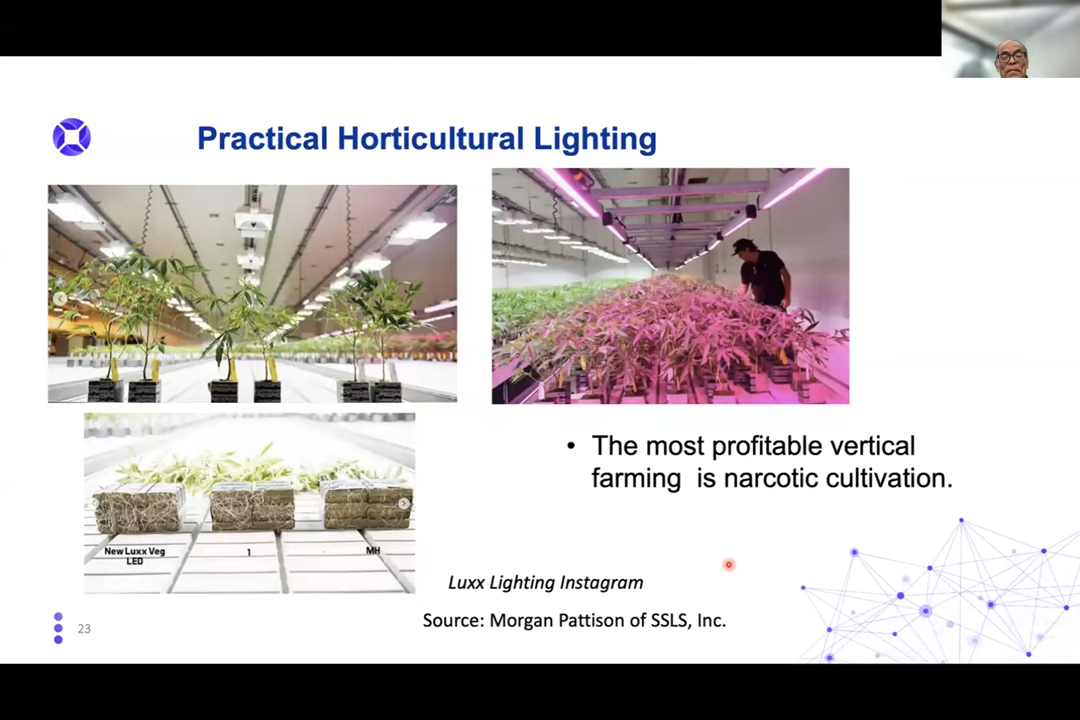 Practical Horticultural Lighting
• The most profitable vertical
farming is narcotic cultivation.
New Luxx Veg
LED
1
MH
Luxx Lighting Instagram
Source: Morgan Pattison of SSLS, Inc.
23